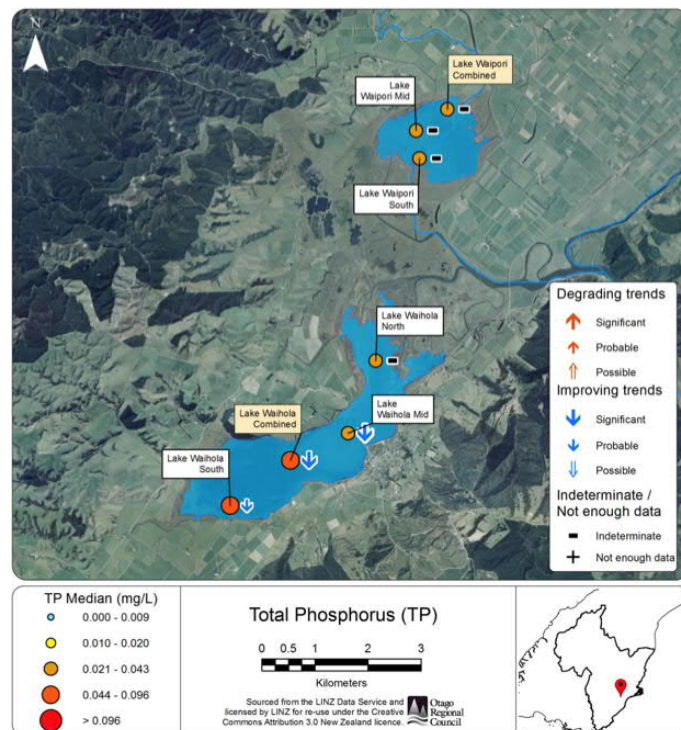 N
Lake
Waipori Mid
Lake Waipori
Combined
Lake Waipori
South
Lake Waihola
North
Lake Waihola
Combined
Lake
Waihola Mid
Lake Waihola
South
Degrading trends
Significant
Probable
Possible
Improving trends
Significant
Probable
Possible
Indeterminate /
Not enough data
Indeterminate
Not enough data
TP Median (mg/L)
0.000 - 0.009
0.010 - 0.020
0.021 - 0.043
0.044 - 0.096
> 0.096
Total Phosphorus (TP)
0 0.5 1 2 3
Kilometers
Sourced from the LINZ Data Service and
licensed by LINZ for re-use under the Creative
Commons Attribution 3.0 New Zealand licence.
Otago
Regional
Council